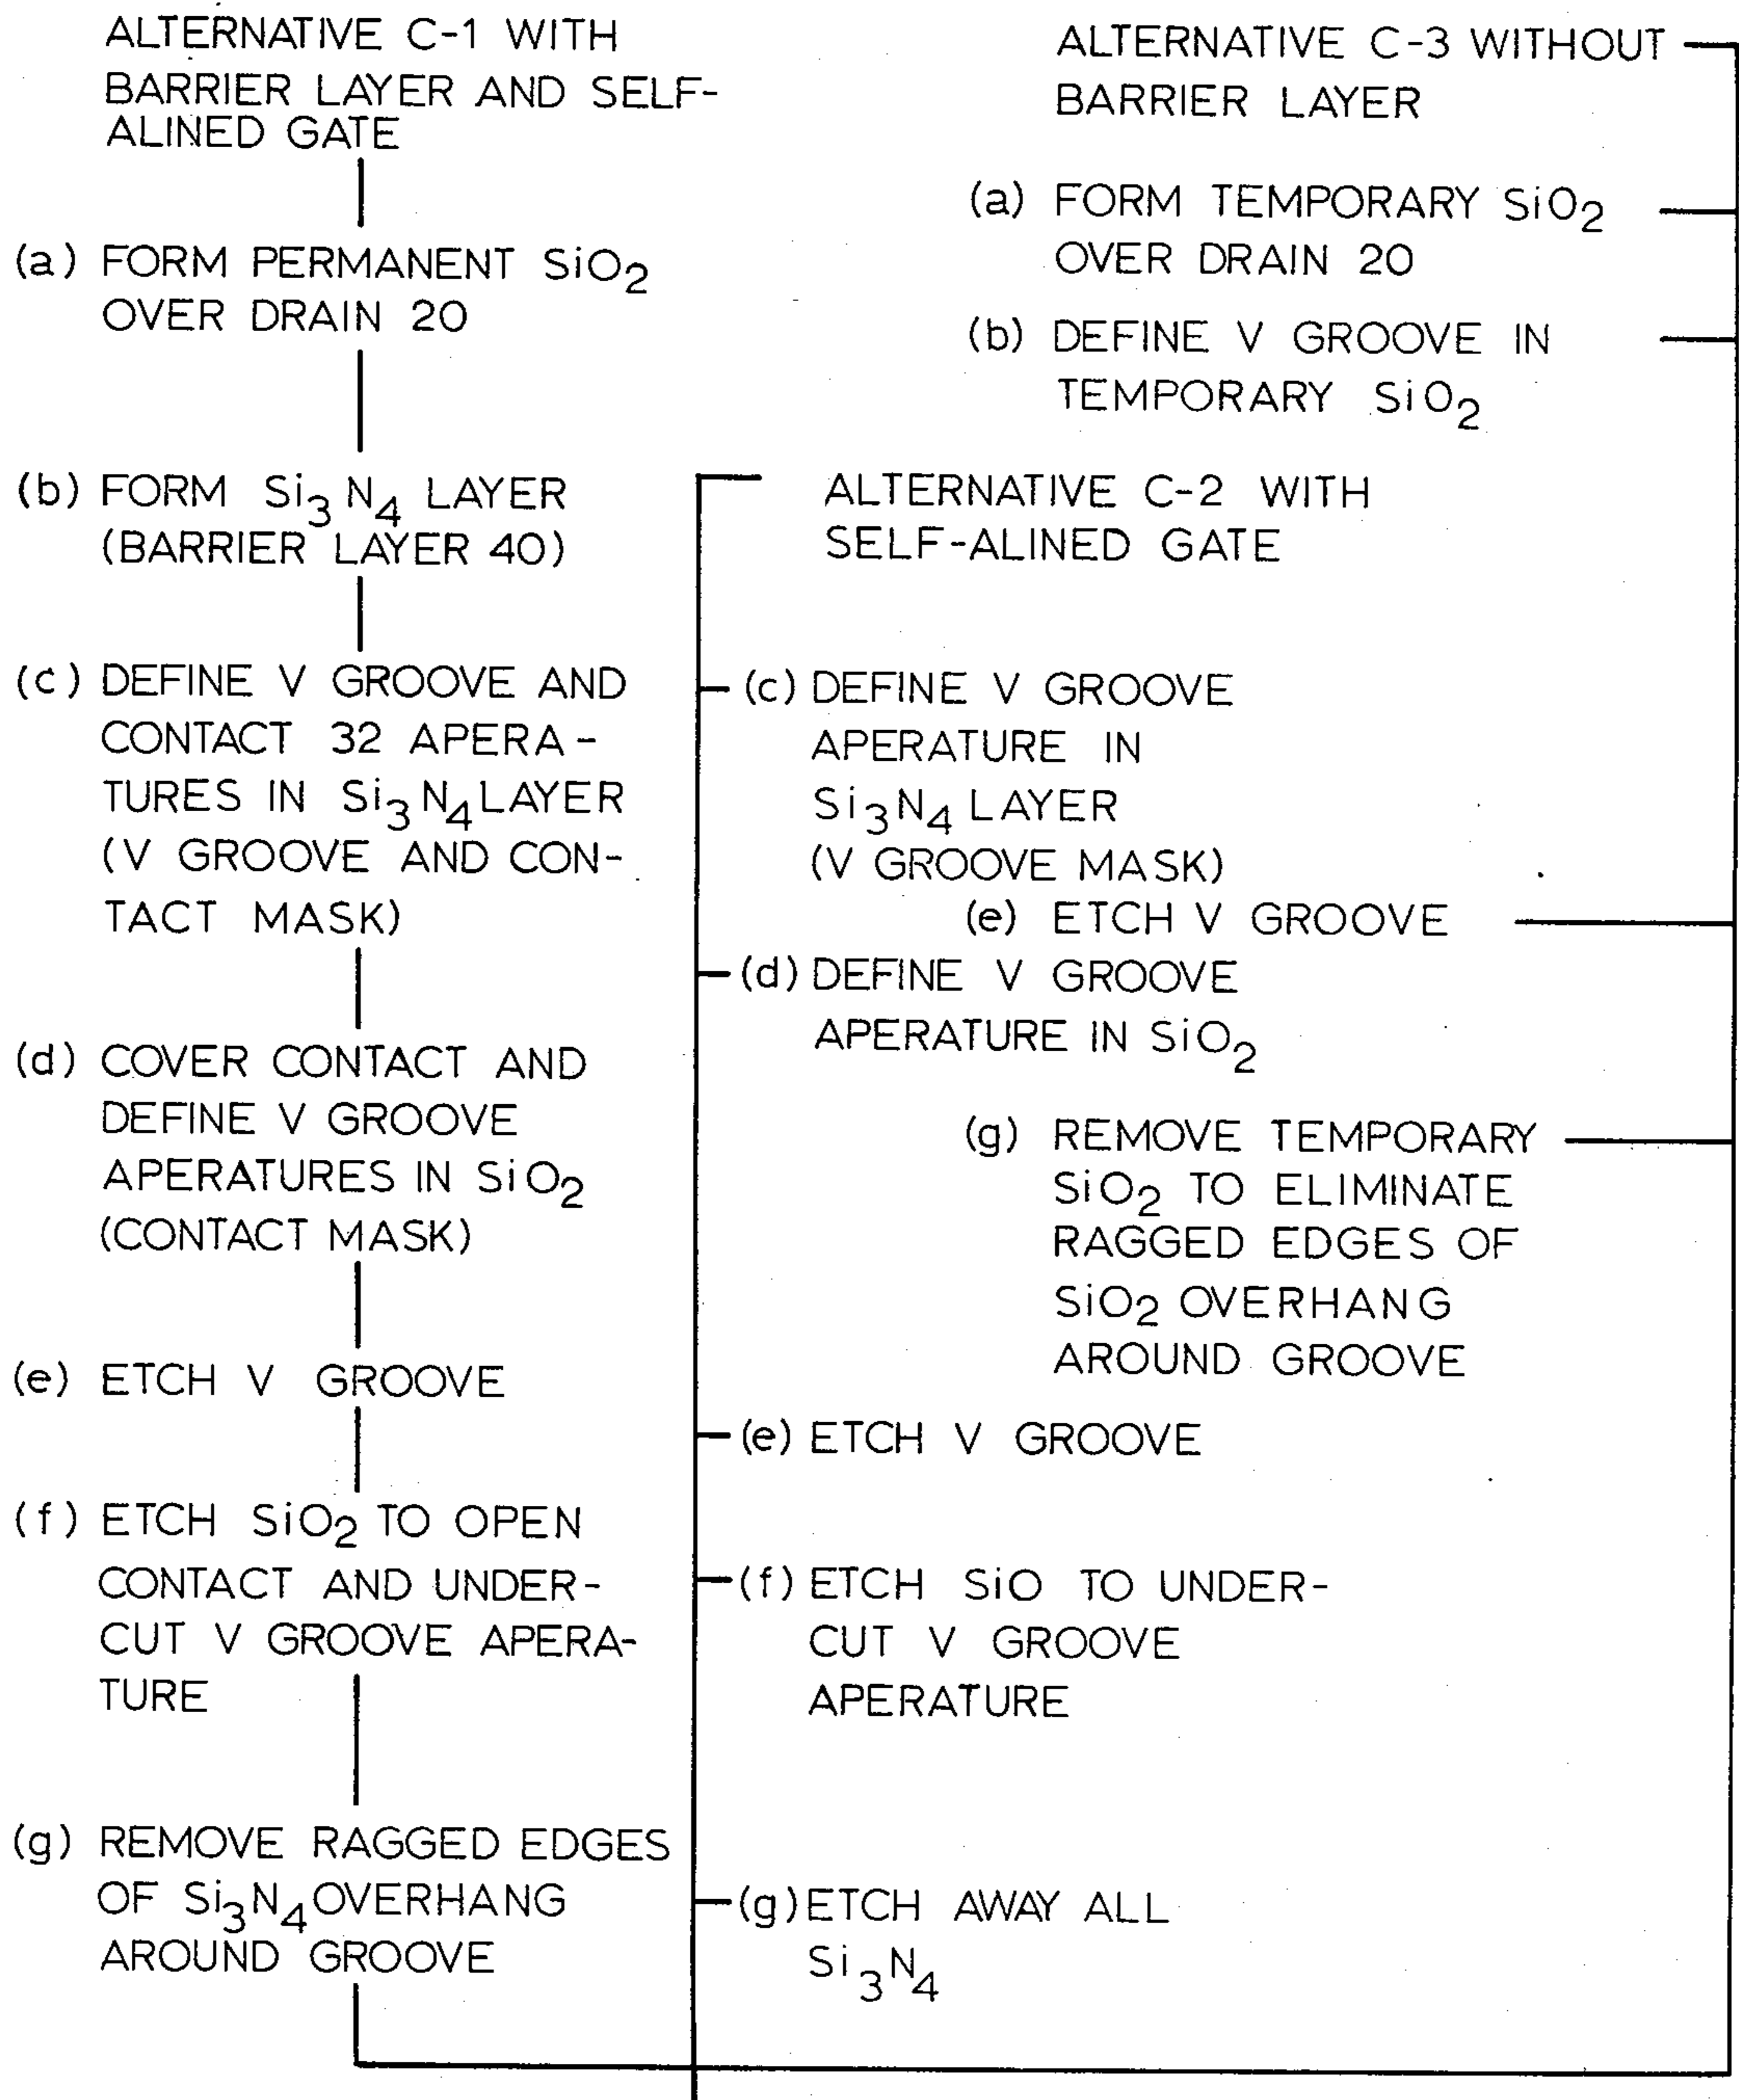 ALTERNATIVE C-1 WITH
BARRIER LAYER AND SELF-
ALINED GATE
(a) FORM PERMANENT SiO2
OVER DRAIN 20
(b) FORM Si3N4 LAYER
(BARRIER LAYER 40)
(c) DEFINE V GROOVE AND
CONTACT 32 APERA-
TURES IN Si3N4 LAYER
(V GROOVE AND CON-
TACT MASK)
(d) COVER CONTACT AND
DEFINE V GROOVE
APERATURES IN SiO2
(CONTACT MASK)
(e) ETCH V GROOVE
(f) ETCH SiO2 TO OPEN
CONTACT AND UNDER-
CUT V GROOVE APERA-
TURE
(g) REMOVE RAGGED EDGES
OF Si3N4 OVERHANG
AROUND GROOVE
ALTERNATIVE C-2 WITH
SELF-ALINED GATE
(c) DEFINE V GROOVE
APERATURE IN
Si3N4 LAYER
(V GROOVE MASK)
(d) DEFINE V GROOVE
APERATURE IN SiO2
(e) ETCH V GROOVE
(f) ETCH SiO TO UNDER-
CUT V GROOVE
APERATURE
(g) ETCH AWAY ALL
Si3N4
ALTERNATIVE C-3 WITHOUT
BARRIER LAYER
(a) FORM TEMPORARY SiO2
OVER DRAIN 20
(b) DEFINE V GROOVE IN
TEMPORARY SiO2
(e) ETCH V GROOVE
(g) REMOVE TEMPORARY
SiO2 TO ELIMINATE
RAGGED EDGES OF
SiO2 OVERHANG
AROUND GROOVE